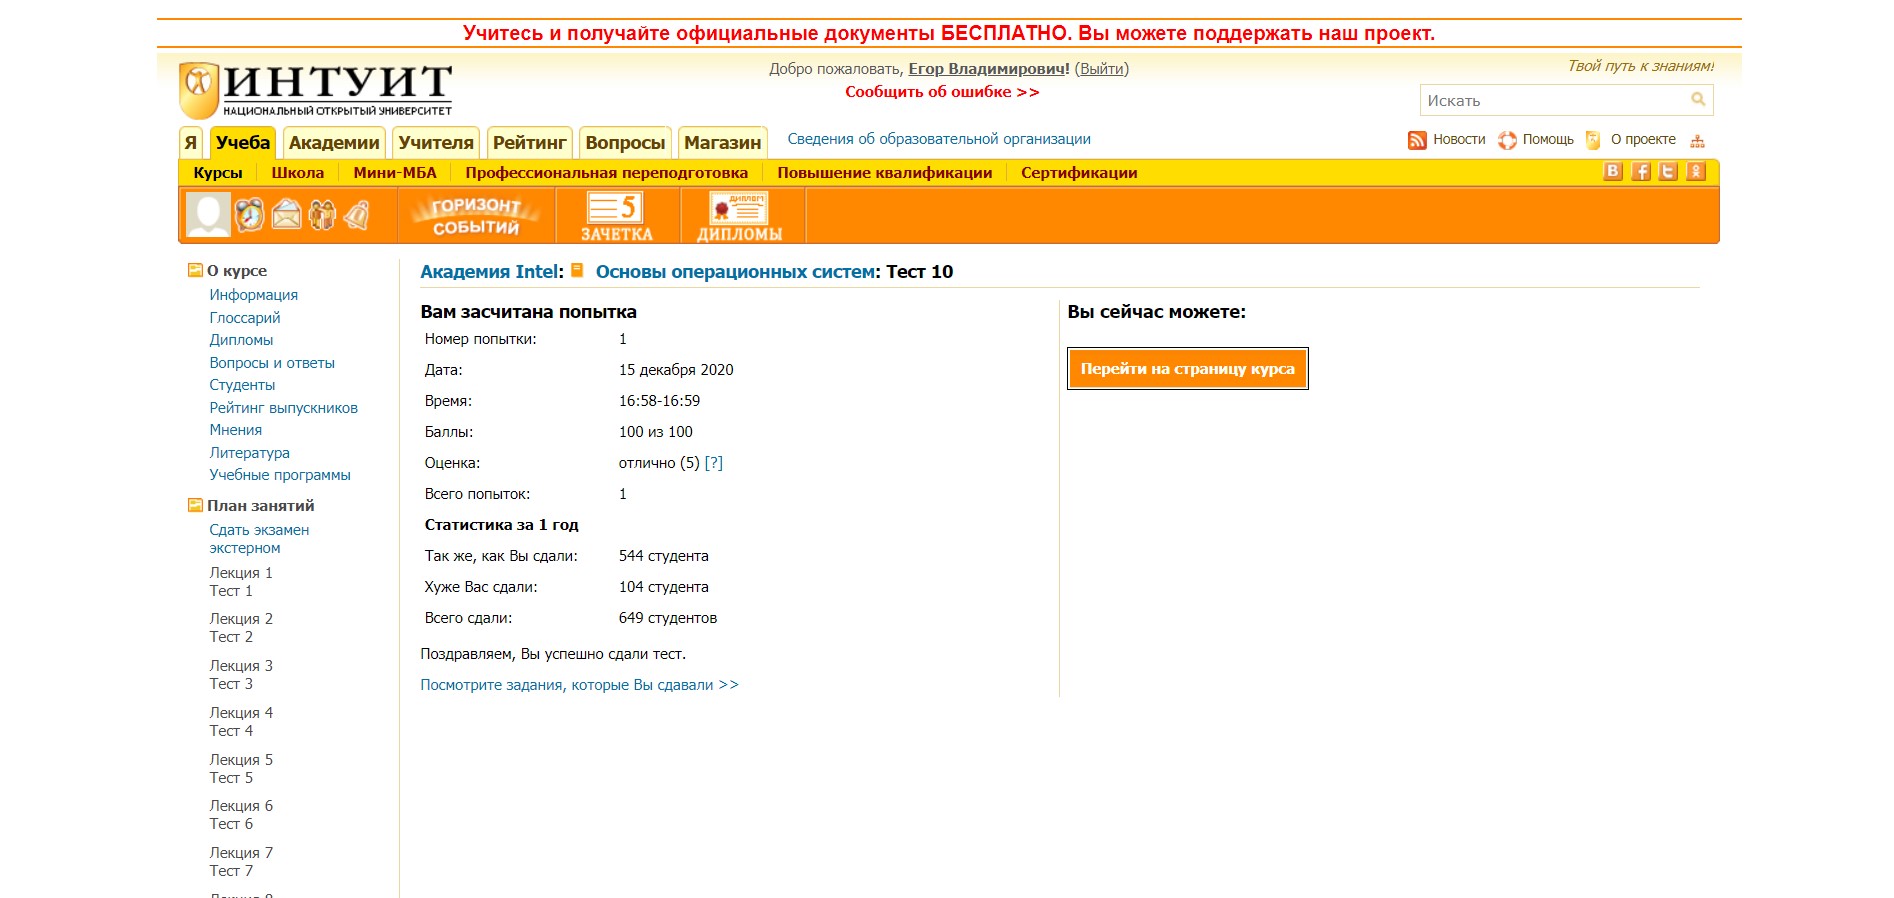 Учитесь и получайте официальные документы БЕСПЛАТНО. Вы можете поддержать наш проект.
ИНТУИТ
НАЦИОНАЛЬНЫЙ ОТКРЫТЫЙ УНИВЕРСИТЕТ
Добро пожаловать, Егор Владимирович! (Выйти)
Сообщить об ошибке >>
Твой путь к знаниям!
Искать
Я Учеба Академии Учителя Рейтинг Вопросы Магазин Сведения об образовательной организации Новости Помощь О проекте
Курсы Школа Мини-МБА Профессиональная переподготовка Повышение квалификации Сертификации
ГОРИЗОНТ СОБЫТИЙ
5 ЗАЧЕТКА
ДИПЛОМ ДИПЛОМЫ
О курсе
Информация
Глоссарий
Дипломы
Вопросы и ответы
Студенты
Рейтинг выпускников
Мнения
Литература
Учебные программы
План занятий
Сдать экзамен
экстерном
Лекция 1
Тест 1
Лекция 2
Тест 2
Лекция 3
Тест 3
Лекция 4
Тест 4
Лекция 5
Тест 5
Лекция 6
Тест 6
Лекция 7
Тест 7
Академия Intel: Основы операционных систем: Тест 10
Вам засчитана попытка
Номер попытки: 1
Дата: 15 декабря 2020
Время: 16:58-16:59
Баллы: 100 из 100
Оценка: отлично (5) [?]
Всего попыток: 1
Статистика за 1 год
Так же, как Вы сдали: 544 студента
Хуже Вас сдали: 104 студента
Всего сдали: 649 студентов
Поздравляем, Вы успешно сдали тест.
Посмотрите задания, которые Вы сдавали >>
Вы сейчас можете:
Перейти на страницу курса